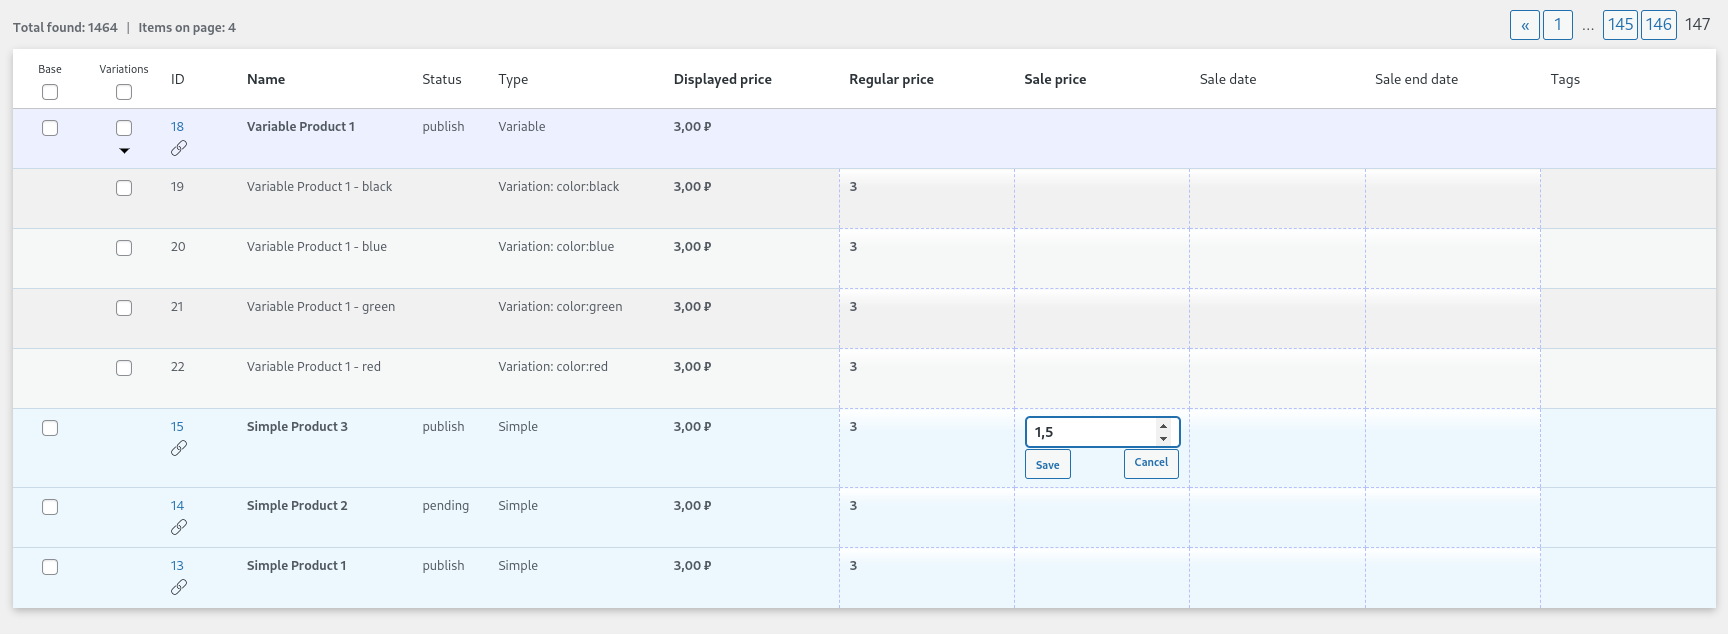 Total found: 1464 | Items on page: 4
« 1 ... 145 146 147
Base Variations ID Name Status Type Displayed price Regular price Sale price Sale date Sale end date Tags
18 Variable Product 1 publish Variable 3,00 ₽
19 Variable Product 1 - black Variation: color:black 3,00 ₽ 3
20 Variable Product 1 - blue Variation: color:blue 3,00 ₽ 3
21 Variable Product 1 - green Variation: color:green 3,00 ₽ 3
22 Variable Product 1 - red Variation: color:red 3,00 ₽ 3
15 Simple Product 3 publish Simple 3,00 ₽ 3 1,5
Save Cancel
14 Simple Product 2 pending Simple 3,00 ₽ 3
13 Simple Product 1 publish Simple 3,00 ₽ 3